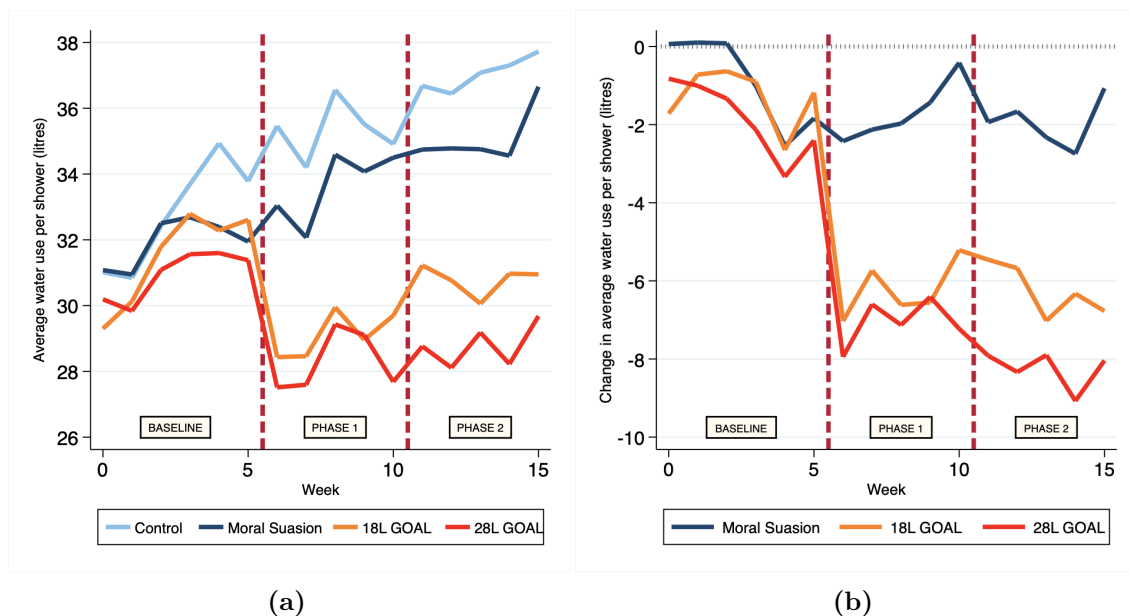 Average water use per shower (litres)
38
36
34
32
30
28
26
BASELINE PHASE 1 PHASE 2
0 5 10 15
Week
Control Moral Suasion 18L GOAL 28L GOAL
(a)
Change in average water use per shower (litres)
0
-2
-4
-6
-8
-10
BASELINE PHASE 1 PHASE 2
0 5 10 15
Week
Moral Suasion 18L GOAL 28L GOAL
(b)